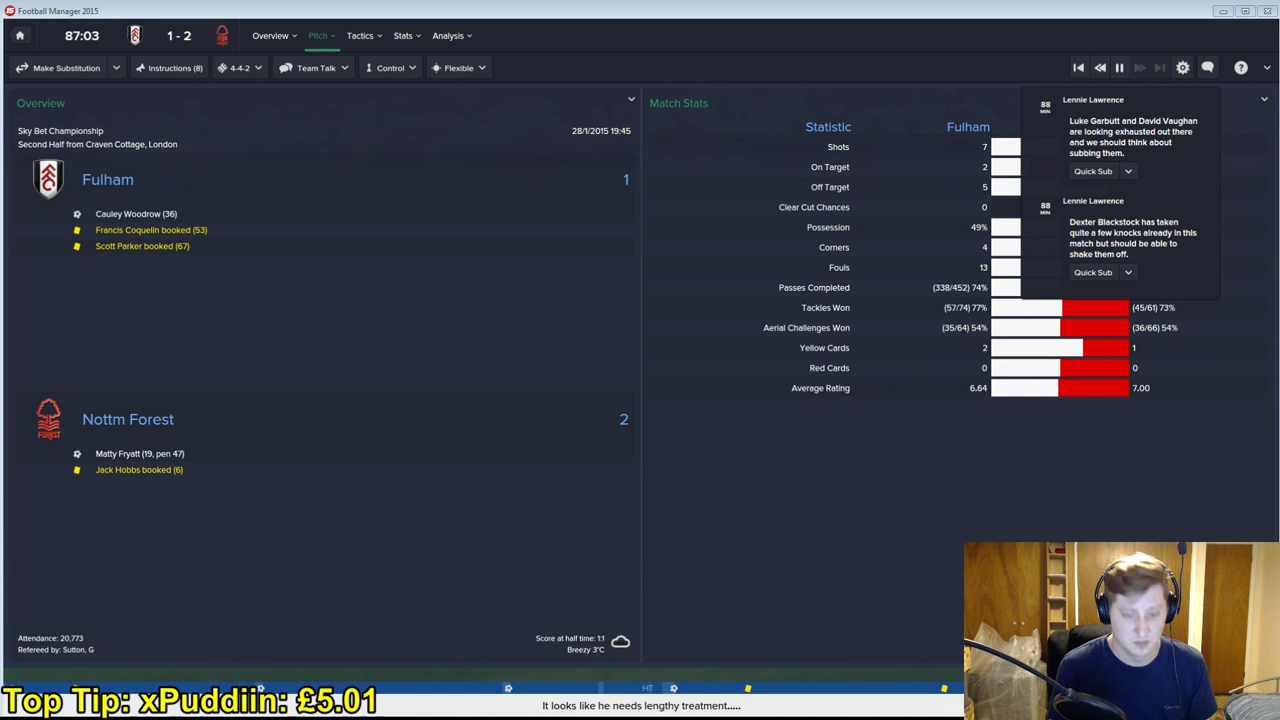 Football Manager 2015
87:03
1 - 2
Overview
Pitch
Tactics
Stats
Analysis
Make Substitution
Instructions (8)
4-4-2
Team Talk
Control
Flexible
Overview
Sky Bet Championship
28/1/2015 19:45
Second Half from Craven Cottage, London
Fulham
1
Cauley Woodrow (36)
Francis Coquelin booked (53)
Scott Parker booked (67)
FOREST
Nottm Forest
2
Matty Fryatt (19, pen 47)
Jack Hobbs booked (6)
Attendance: 20,773
Refereed by: Sutton, G
Score at half time: 1:1
Breezy 3°C
Match Stats
Statistic Fulham
Shots 7
On Target 2
Off Target 5
Clear Cut Chances 0
Possession 49%
Corners 4
Fouls 13
Passes Completed (338/452) 74%
Tackles Won (57/74) 77% (45/61) 73%
Aerial Challenges Won (35/64) 54% (36/66) 54%
Yellow Cards 2 1
Red Cards 0 0
Average Rating 6.64 7.00
88 MIN
Lennie Lawrence
Luke Garbutt and David Vaughan
are looking exhausted out there
and we should think about
subbing them.
Quick Sub
88 MIN
Lennie Lawrence
Dexter Blackstock has taken
quite a few knocks already in this
match but should be able to
shake them off.
Quick Sub
HT
It looks like he needs lengthy treatment.....
Top Tip: xPuddiin: £5.01